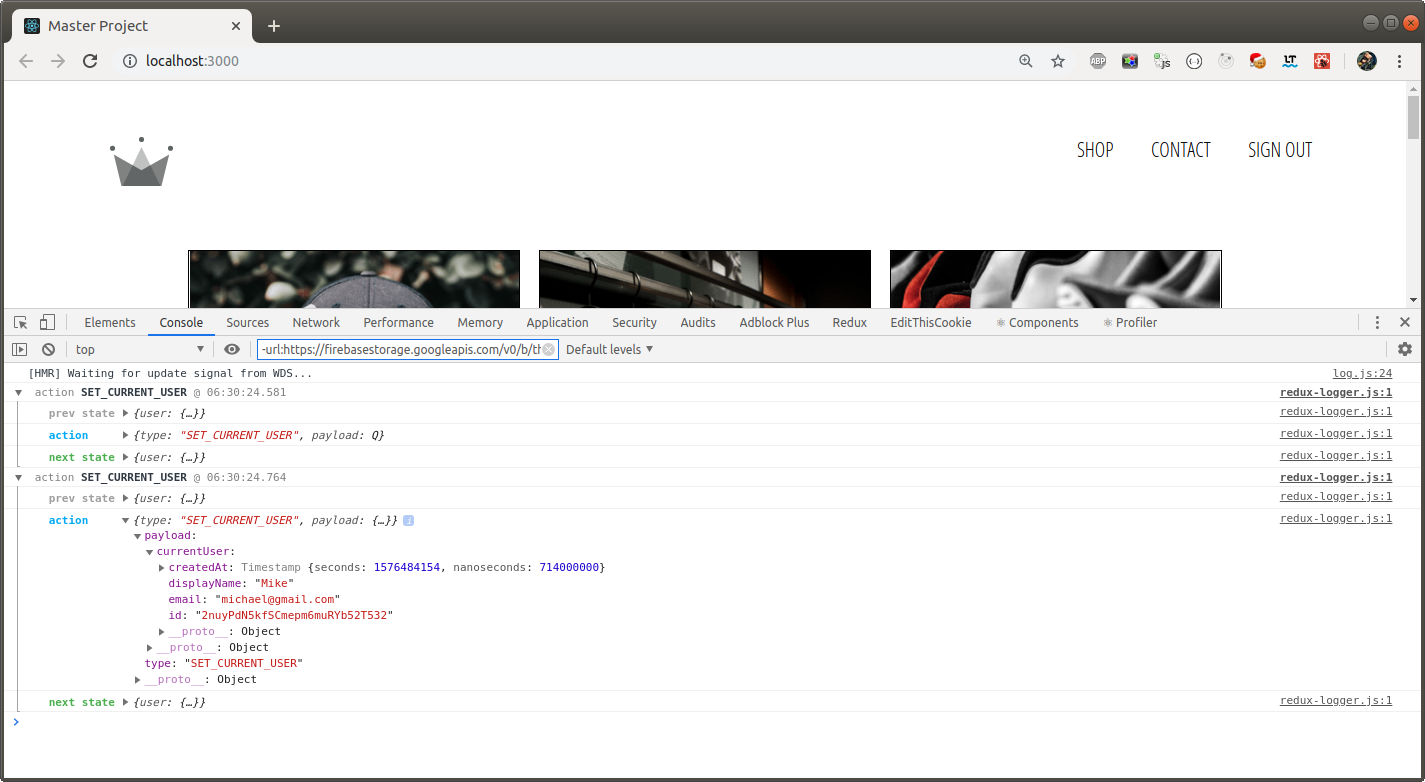 Master Project
localhost:3000
ABP
js
LT
SHOP CONTACT SIGN OUT
Elements Console Sources Network Performance Memory Application Security Audits Adblock Plus Redux EditThisCookie Components Profiler
top -url:https://firebasestorage.googleapis.com/v0/b/th Default levels
[HMR] Waiting for update signal from WDS... log.js:24
action SET_CURRENT_USER @ 06:30:24.581 redux-logger.js:1
prev state {user: {…}} redux-logger.js:1
action {type: "SET_CURRENT_USER", payload: Q} redux-logger.js:1
next state {user: {…}} redux-logger.js:1
action SET_CURRENT_USER @ 06:30:24.764 redux-logger.js:1
prev state {user: {…}} redux-logger.js:1
action {type: "SET_CURRENT_USER", payload: {…}} i redux-logger.js:1
payload:
currentUser:
createdAt: Timestamp {seconds: 1576484154, nanoseconds: 714000000}
displayName: "Mike"
email: "michael@gmail.com"
id: "2nuyPdN5kfSCmepm6muRYb52T532"
__proto__: Object
__proto__: Object
type: "SET_CURRENT_USER"
__proto__: Object
next state {user: {…}} redux-logger.js:1